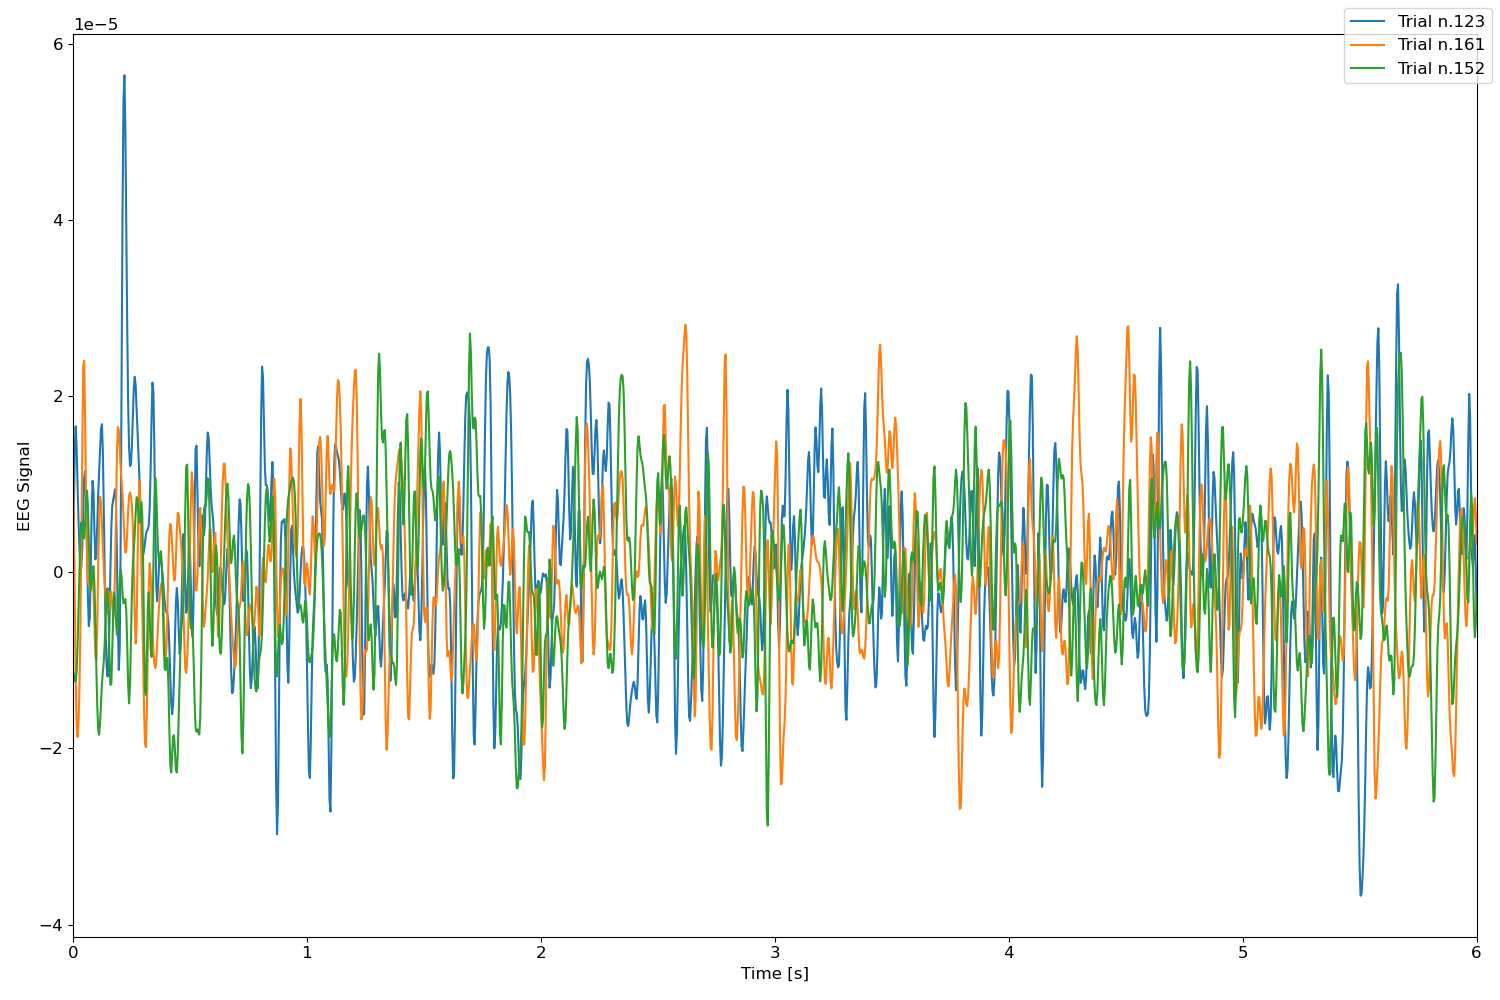 1e−5
Trial n.123
Trial n.161
Trial n.152
6
4
2
0
−2
−4
EEG Signal
0 1 2 3 4 5 6
Time [s]